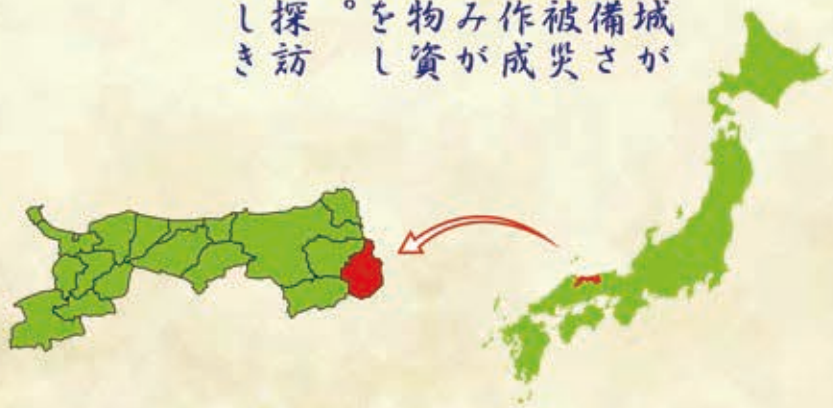 城が
備さ
被災
作成
みが
物資
をし
。
探訪
しき